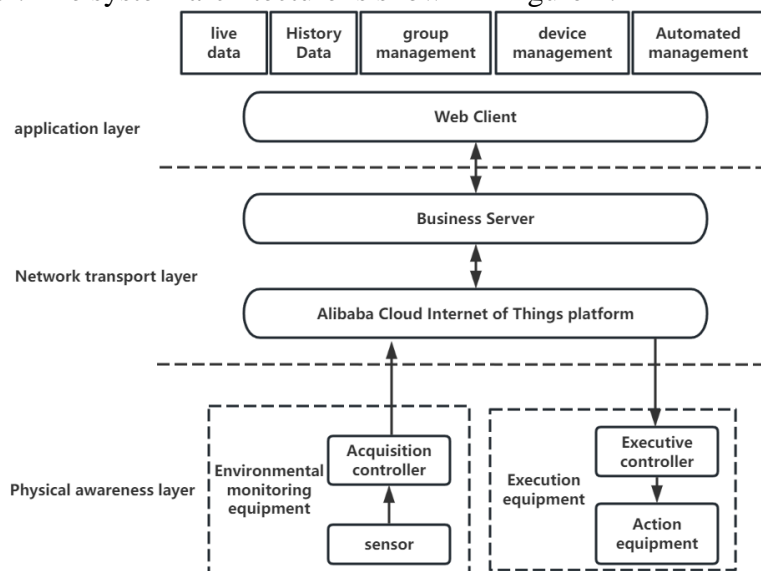 live
data
History
Data
group
management
device
management
Automated
management
application layer
Web Client
Business Server
Network transport layer
Alibaba Cloud Internet of Things platform
Physical awareness layer
Environmental
monitoring
equipment
Acquisition
controller
sensor
Execution
equipment
Executive
controller
Action
equipment